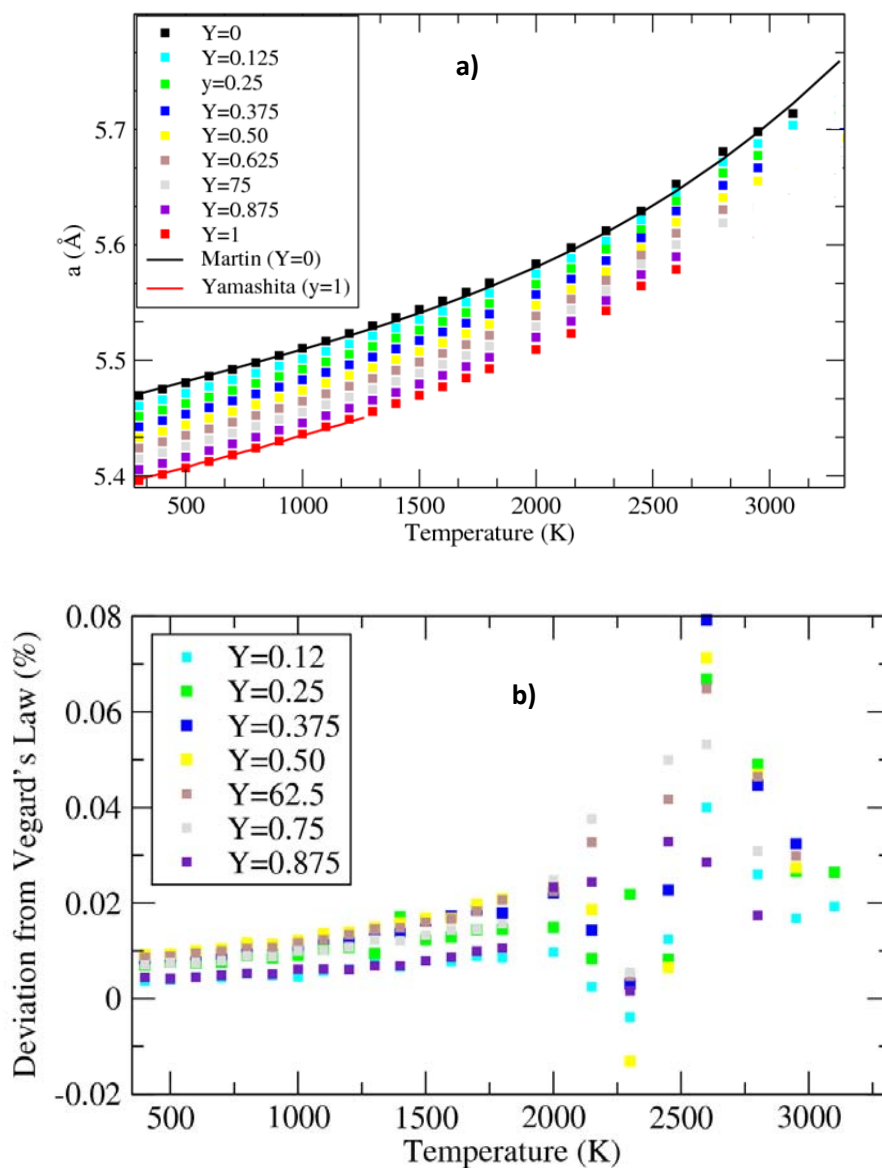 a)
Y=0
Y=0.125
y=0.25
Y=0.375
Y=0.50
Y=0.625
Y=75
Y=0.875
Y=1
Martin (Y=0)
Yamashita (y=1)
a (Å)
5.7
5.6
5.5
5.4
500 1000 1500 2000 2500 3000
Temperature (K)
b)
Y=0.12
Y=0.25
Y=0.375
Y=0.50
Y=62.5
Y=0.75
Y=0.875
Deviation from Vegard's Law (%)
0.08
0.06
0.04
0.02
0
-0.02
500 1000 1500 2000 2500 3000
Temperature (K)